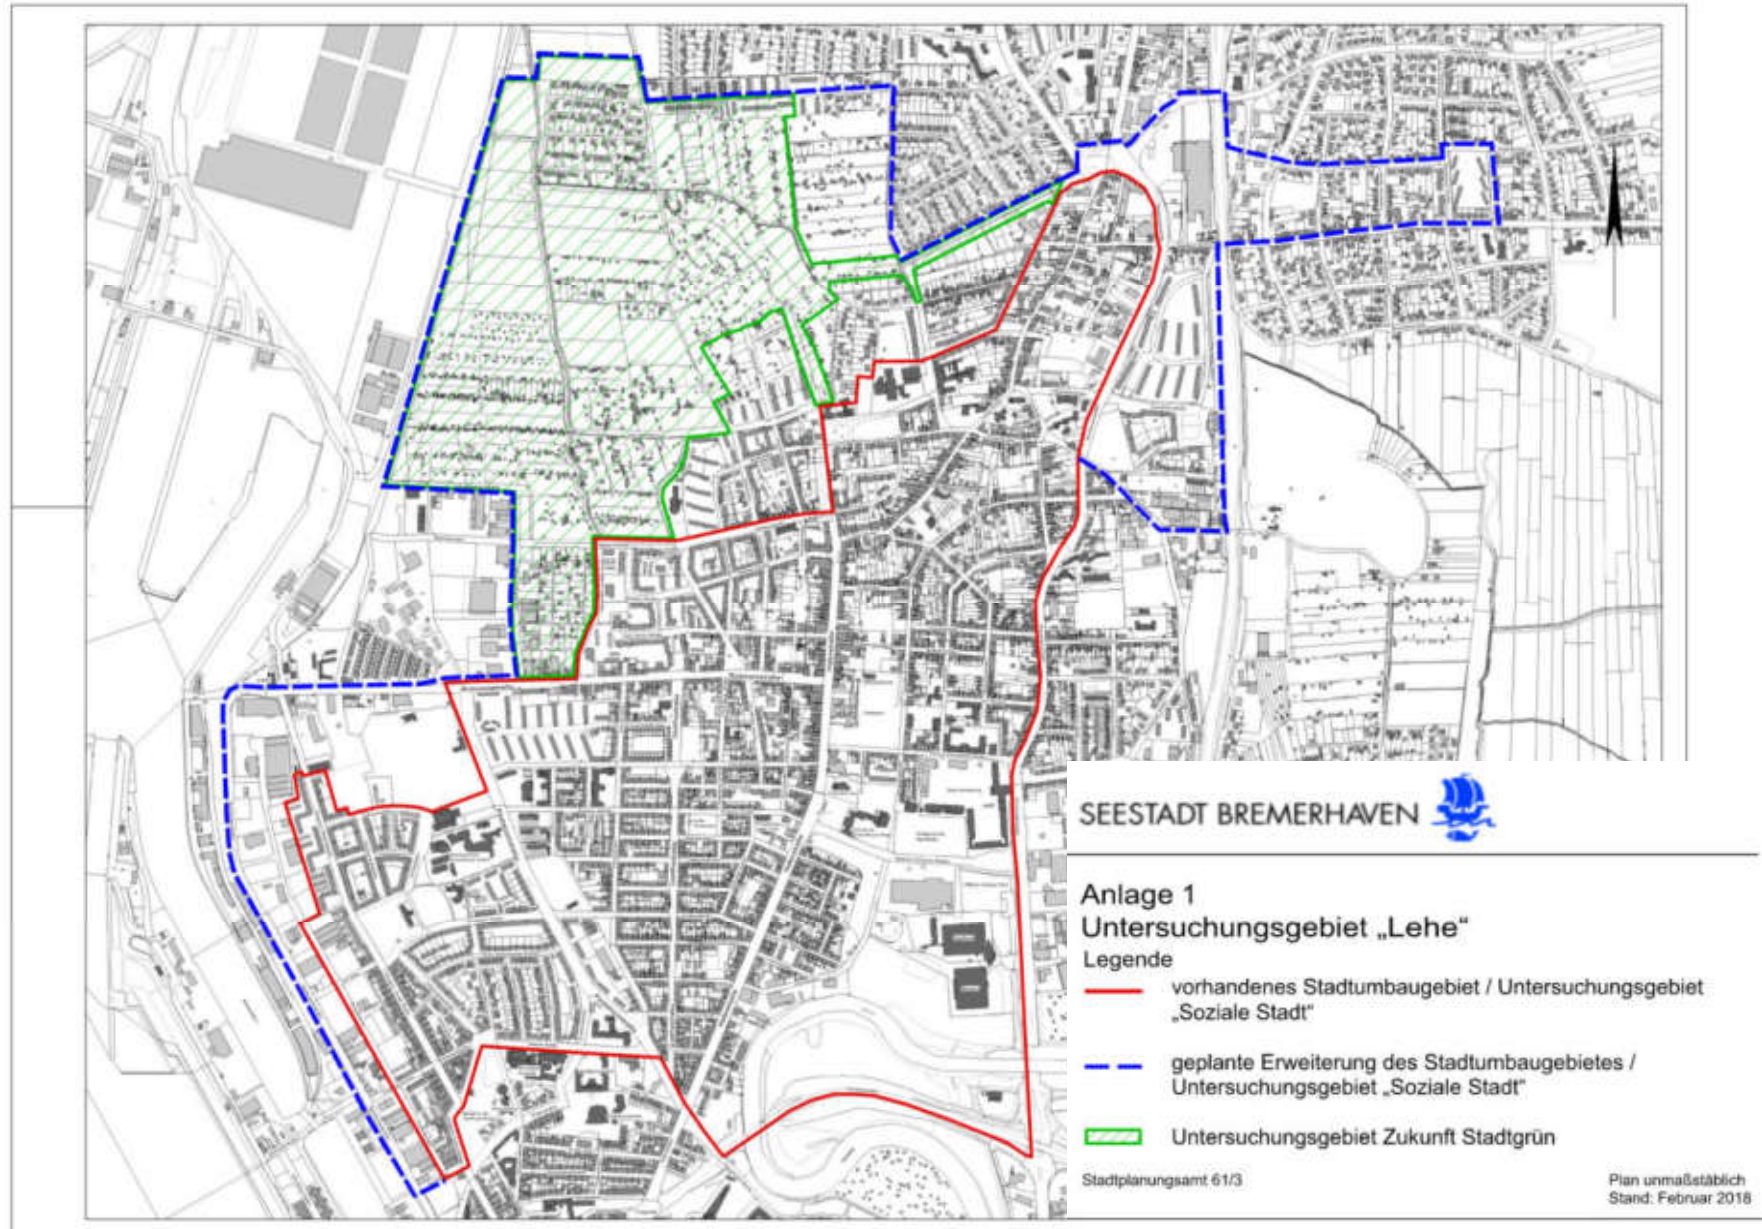 SEESTADT BREMERHAVEN
Anlage 1
Untersuchungsgebiet „Lehe“
Legende
vorhandenes Stadtumbaugebiet / Untersuchungsgebiet
„Soziale Stadt“
geplante Erweiterung des Stadtumbaugebietes /
Untersuchungsgebiet „Soziale Stadt“
Untersuchungsgebiet Zukunft Stadtgrün
Stadtplanungsamt 61/3
Plan unmaßstäblich
Stand: Februar 2018